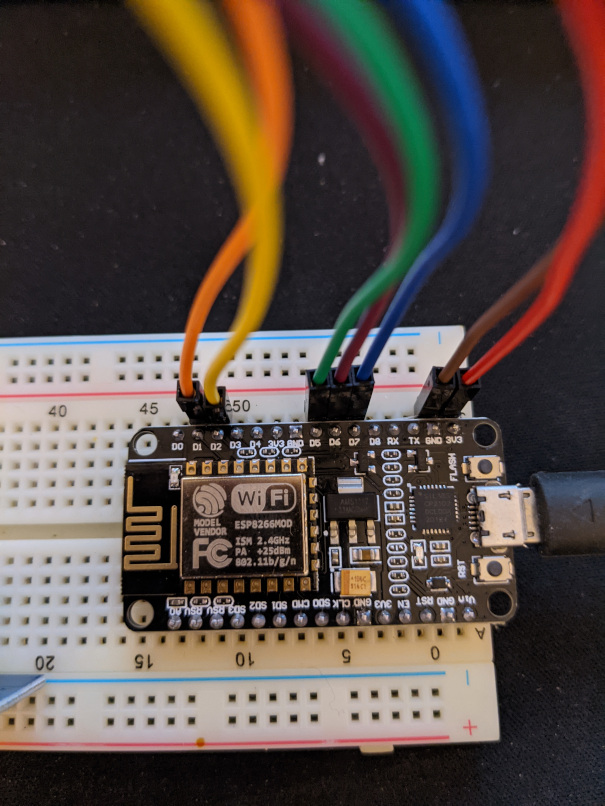 40
45
50
D0 D1 D2 D3 D4 3V3 GND D5 D6 D7 D8 RX TX GND 3V3
FLASH
MODEL
VENDOR
WiFi
ESP8266MOD
FC
ISM 2.4GHz
PA +25dBm
802.11b/g/n
RST
A0 RSV RSV SD3 SD2 SD1 CMD SD0 CLK GND 3V3 EN RST GND Vin
A
20
15
10
5
0
+